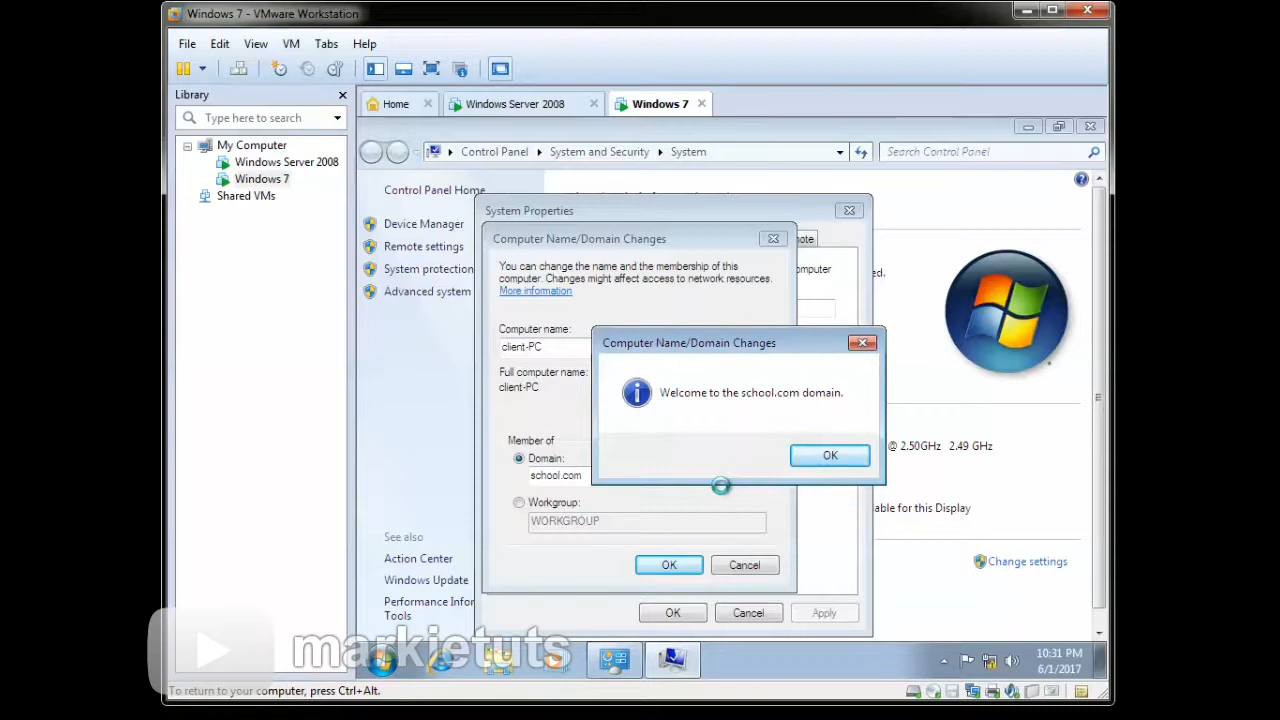 Windows 7 - VMware Workstation
File Edit View VM Tabs Help
Library
Home Windows Server 2008 Windows 7
Type here to search
My Computer
Windows Server 2008
Windows 7
Shared VMs
Control Panel System and Security System
Search Control Panel
Control Panel Home
Device Manager
Remote settings
System protection
Advanced system
System Properties
Computer Name/Domain Changes
You can change the name and the membership of this
computer. Changes might affect access to network resources.
More information
Computer name:
client-PC
Full computer name:
client-PC
Member of
Domain:
school.com
Workgroup:
WORKGROUP
OK Cancel
OK Cancel Apply
Computer Name/Domain Changes
Welcome to the school.com domain.
OK
omputer
@ 2.50GHz 2.49 GHz
able for this Display
Change settings
See also
Action Center
Windows Update
Performance Infor
Tools
markietuts
10:31 PM
6/1/2017
To return to your computer, press Ctrl+Alt.